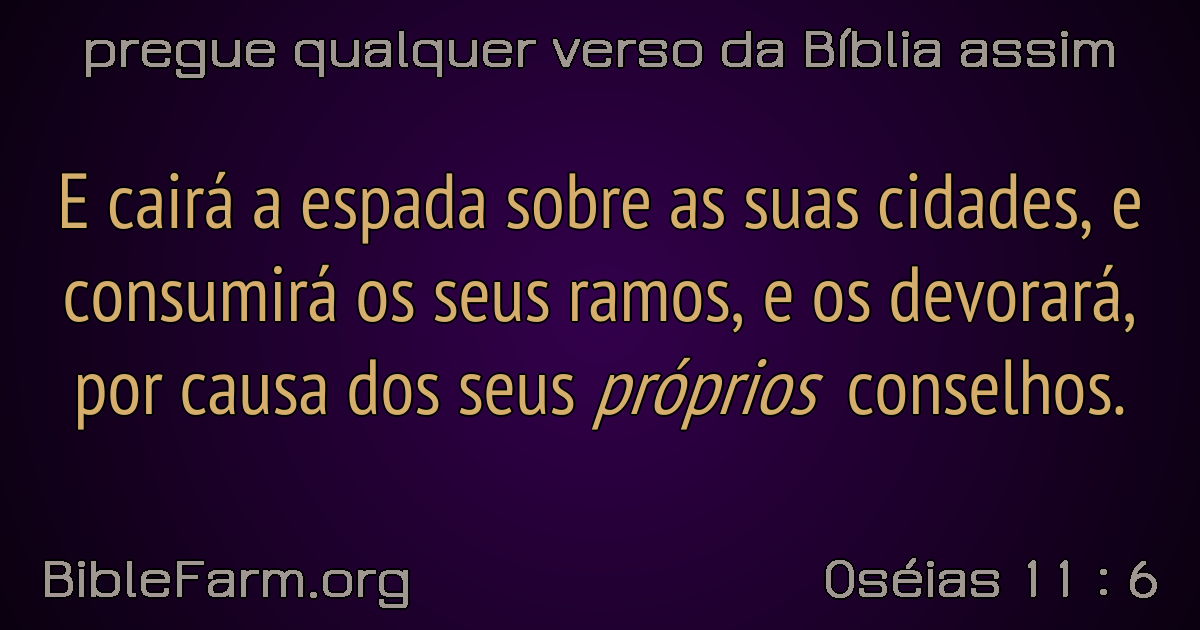 pregue qualquer verso da Bíblia assim
E cairá a espada sobre as suas cidades, e
consumirá os seus ramos, e os devorará,
por causa dos seus próprios conselhos.
BibleFarm.org
Oséias 11 : 6